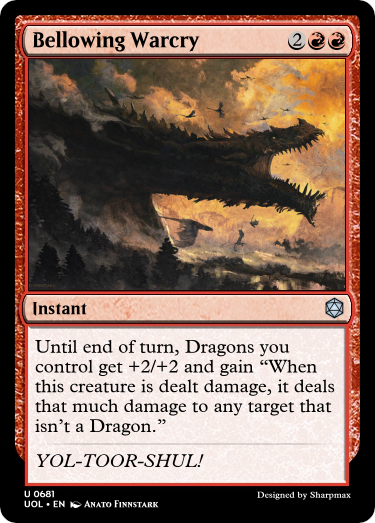 Bellowing Warcry 2
Instant
Until end of turn, Dragons you
control get +2/+2 and gain “When
this creature is dealt damage, it deals
that much damage to any target that
isn’t a Dragon.”
YOL-TOOR-SHUL!
U 0681
UOL • EN Anato Finnstark
Designed by Sharpmax